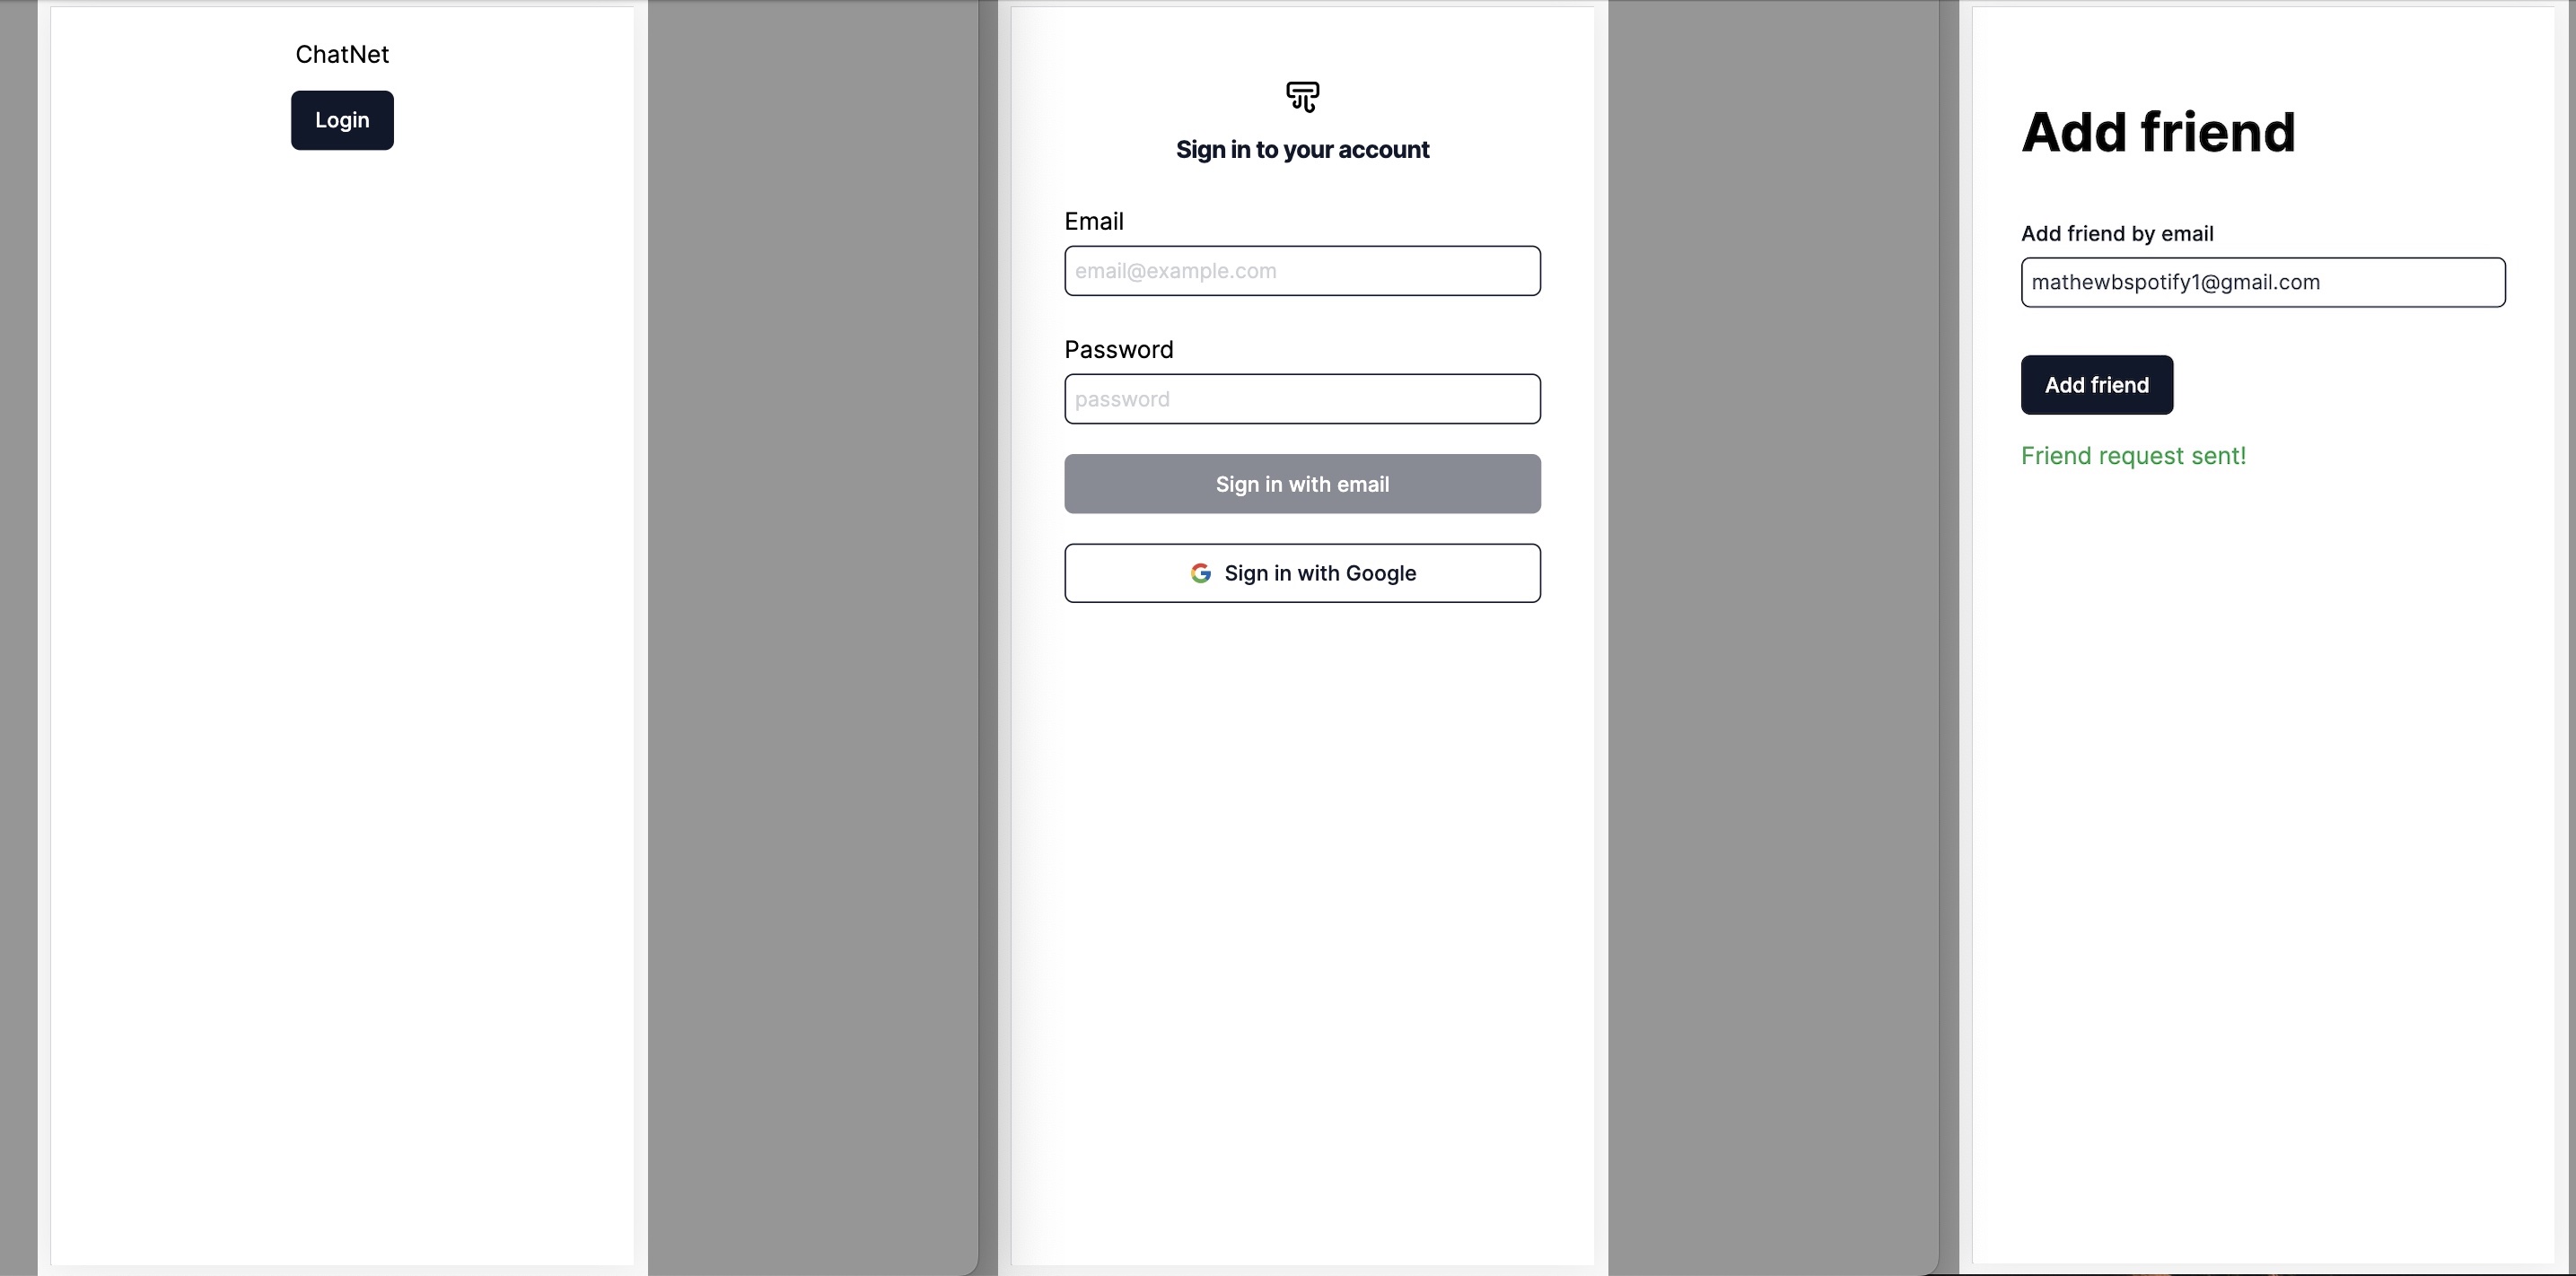 ChatNet
Login
Sign in to your account
Email
email@example.com
Password
password
Sign in with email
Sign in with Google
Add friend
Add friend by email
mathewbspotify1@gmail.com
Add friend
Friend request sent!